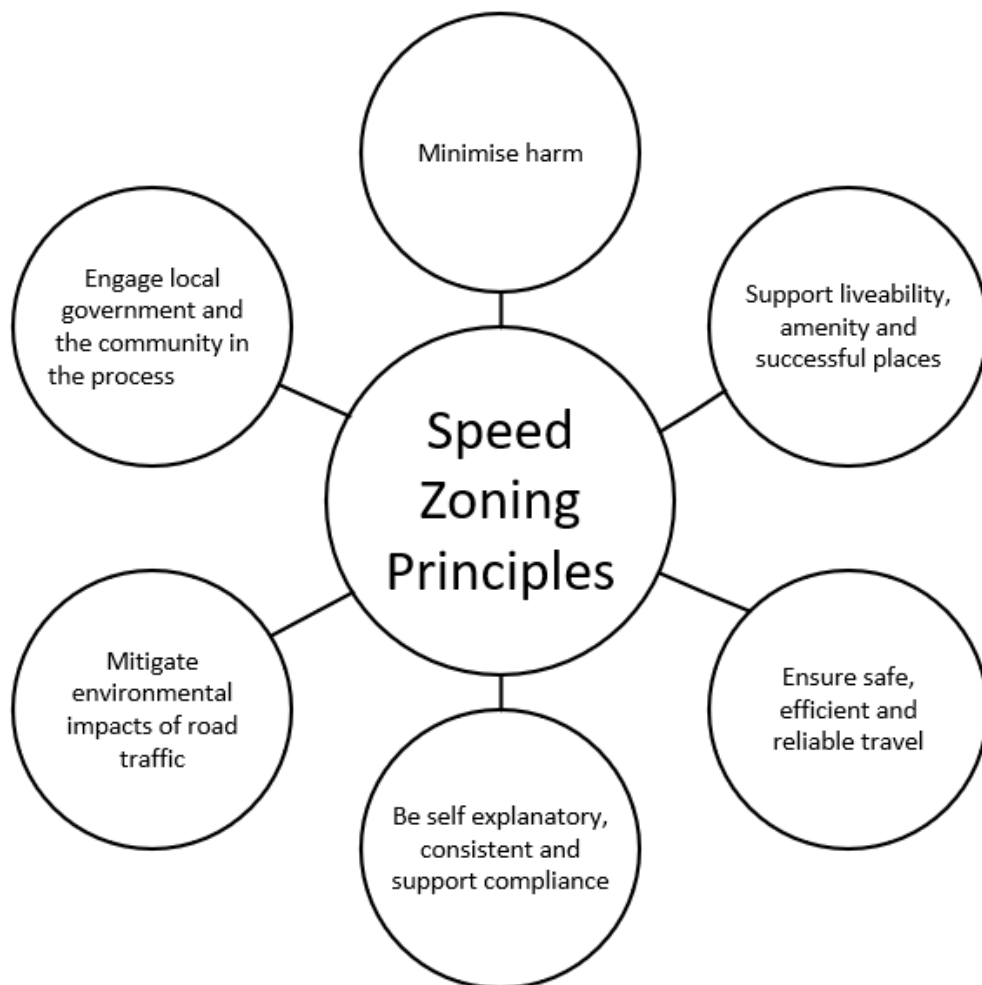 Minimise harm
Support liveability,
amenity and
successful places
Ensure safe,
efficient and
reliable travel
Be self explanatory,
consistent and
support compliance
Mitigate
environmental
impacts of road
traffic
Engage local
government and
the community in
the process
Speed
Zoning
Principles